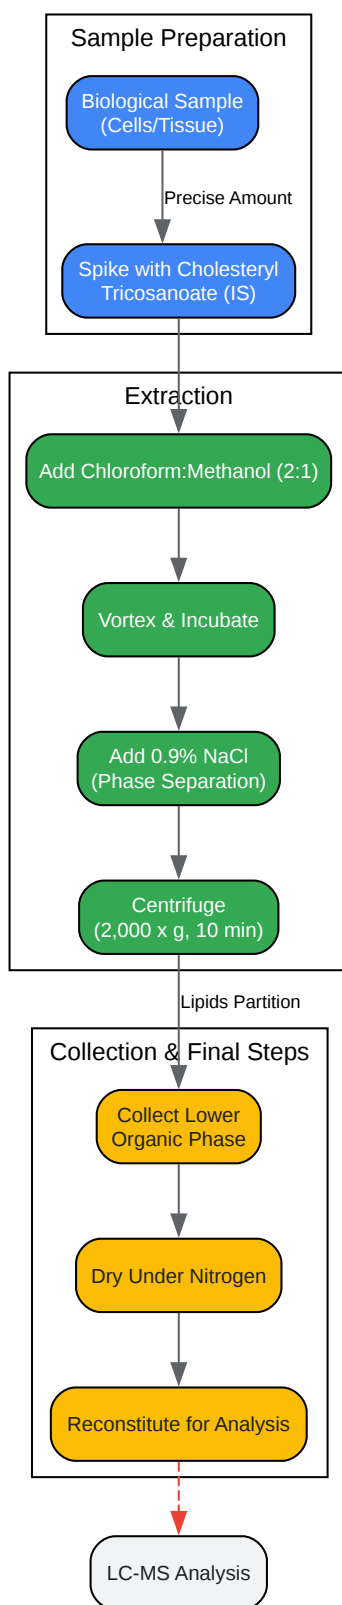 Sample Preparation
Biological Sample
(Cells/Tissue)
Precise Amount
Spike with Cholesteryl
Tricosanoate (IS)
Extraction
Add Chloroform:Methanol (2:1)
Vortex & Incubate
Add 0.9% NaCl
(Phase Separation)
Centrifuge
(2,000 x g, 10 min)
Lipids Partition
Collection & Final Steps
Collect Lower
Organic Phase
Dry Under Nitrogen
Reconstitute for Analysis
LC-MS Analysis